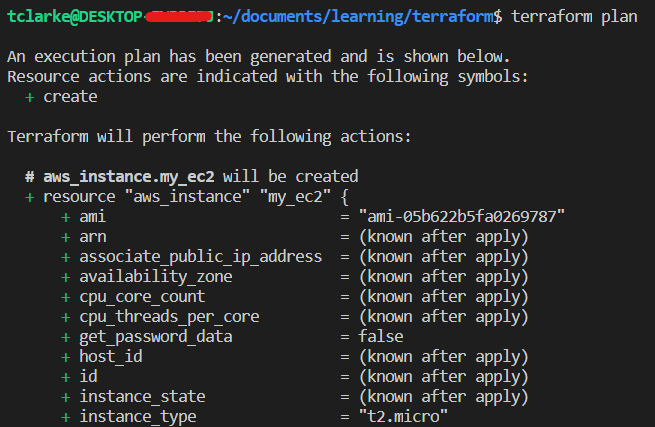 tclarke@DESKTOP-:~/documents/learning/terraform$ terraform plan
An execution plan has been generated and is shown below.
Resource actions are indicated with the following symbols:
+ create
Terraform will perform the following actions:
# aws_instance.my_ec2 will be created
+ resource "aws_instance" "my_ec2" {
+ ami = "ami-05b622b5fa0269787"
+ arn = (known after apply)
+ associate_public_ip_address = (known after apply)
+ availability_zone = (known after apply)
+ cpu_core_count = (known after apply)
+ cpu_threads_per_core = (known after apply)
+ get_password_data = false
+ host_id = (known after apply)
+ id = (known after apply)
+ instance_state = (known after apply)
+ instance_type = "t2.micro"